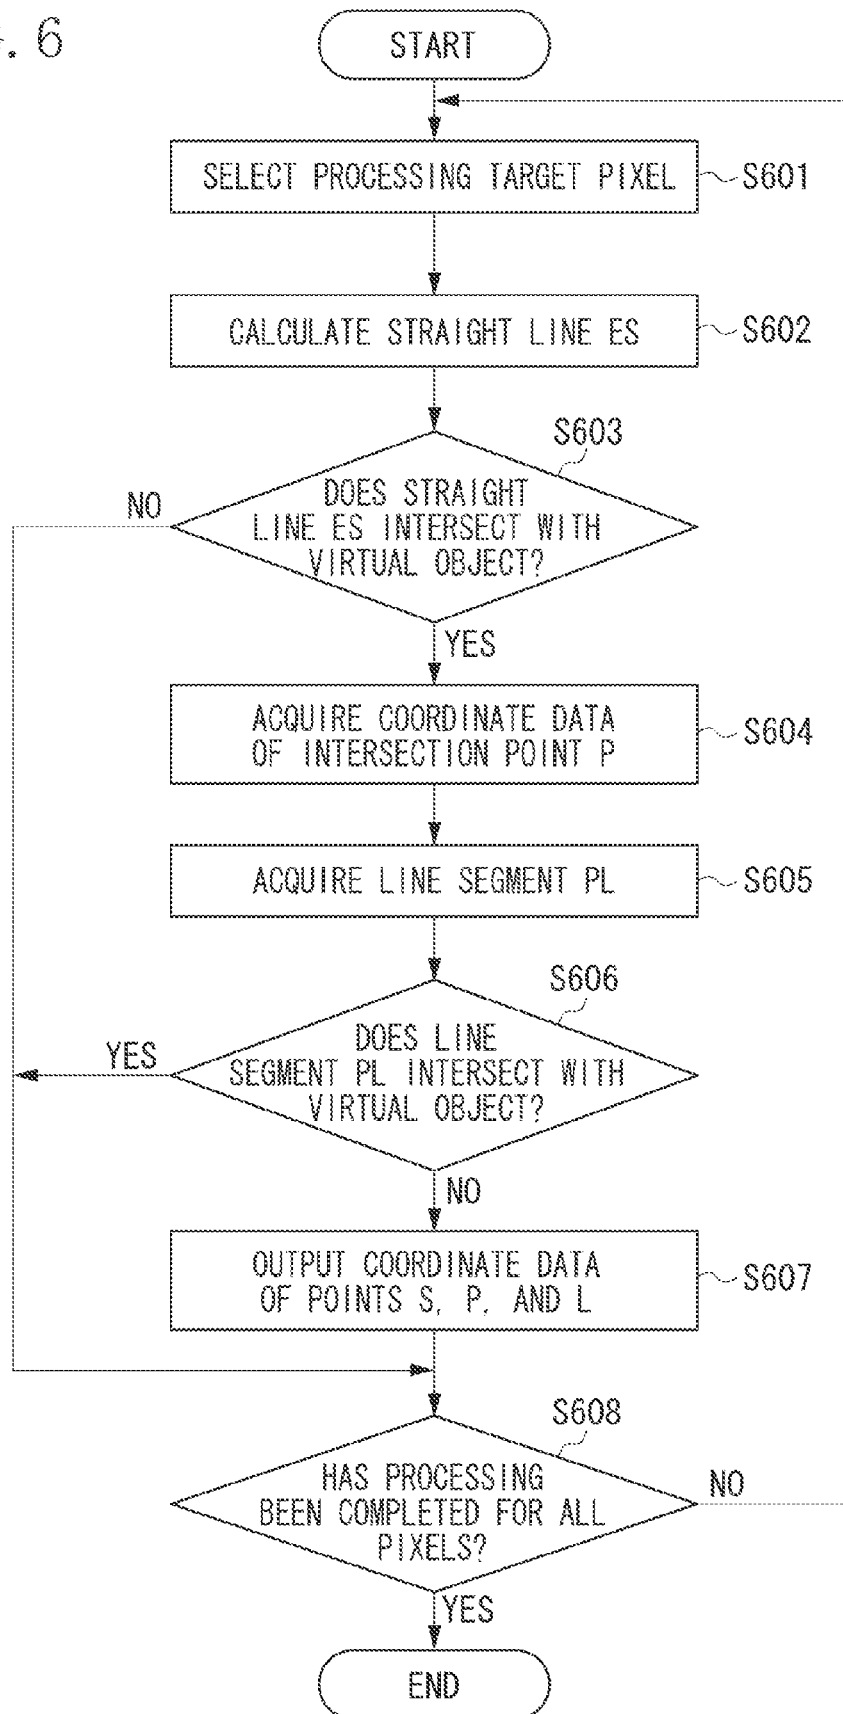 . 6
START
SELECT PROCESSING TARGET PIXEL
S601
CALCULATE STRAIGHT LINE ES
S602
S603
DOES STRAIGHT
LINE ES INTERSECT WITH
VIRTUAL OBJECT?
NO
YES
ACQUIRE COORDINATE DATA
OF INTERSECTION POINT P
S604
ACQUIRE LINE SEGMENT PL
S605
S606
DOES LINE
SEGMENT PL INTERSECT WITH
VIRTUAL OBJECT?
YES
NO
OUTPUT COORDINATE DATA
OF POINTS S, P, AND L
S607
S608
HAS PROCESSING
BEEN COMPLETED FOR ALL
PIXELS?
NO
YES
END